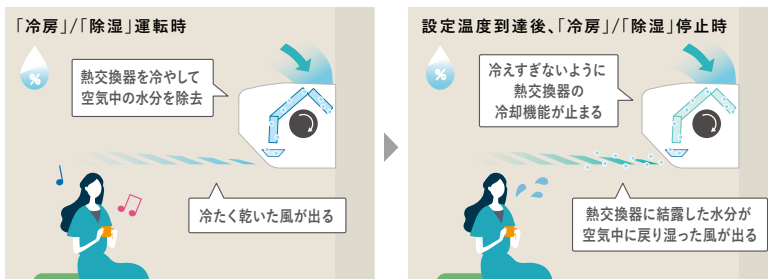 「冷房」/「除湿」運転時
%
熱交換器を冷やして
空気中の水分を除去
冷たく乾いた風が出る
設定温度到達後、「冷房」/「除湿」停止時
%
冷えすぎないように
熱交換器の
冷却機能が止まる
熱交換器に結露した水分が
空気中に戻り湿った風が出る